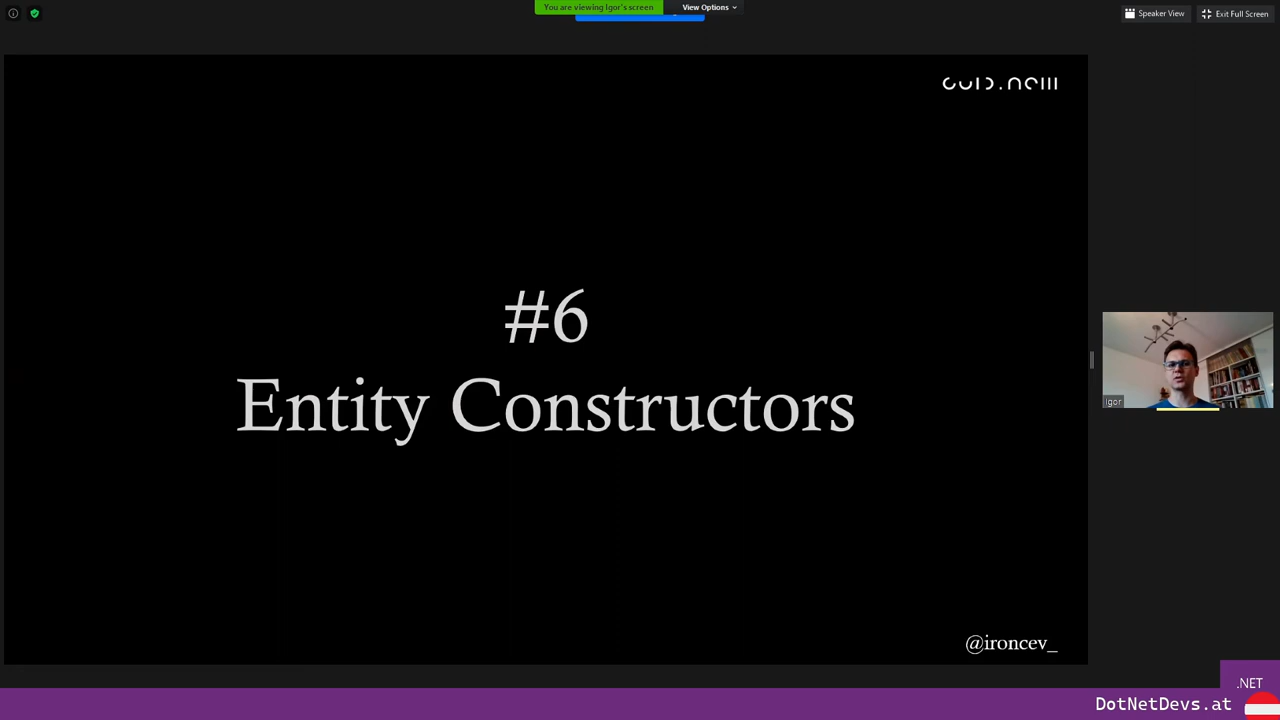 You are viewing Igor's screen
View Options
Speaker View
Exit Full Screen
#6
Entity Constructors
Igor
@ironcev_
.NET
DotNetDevs.at